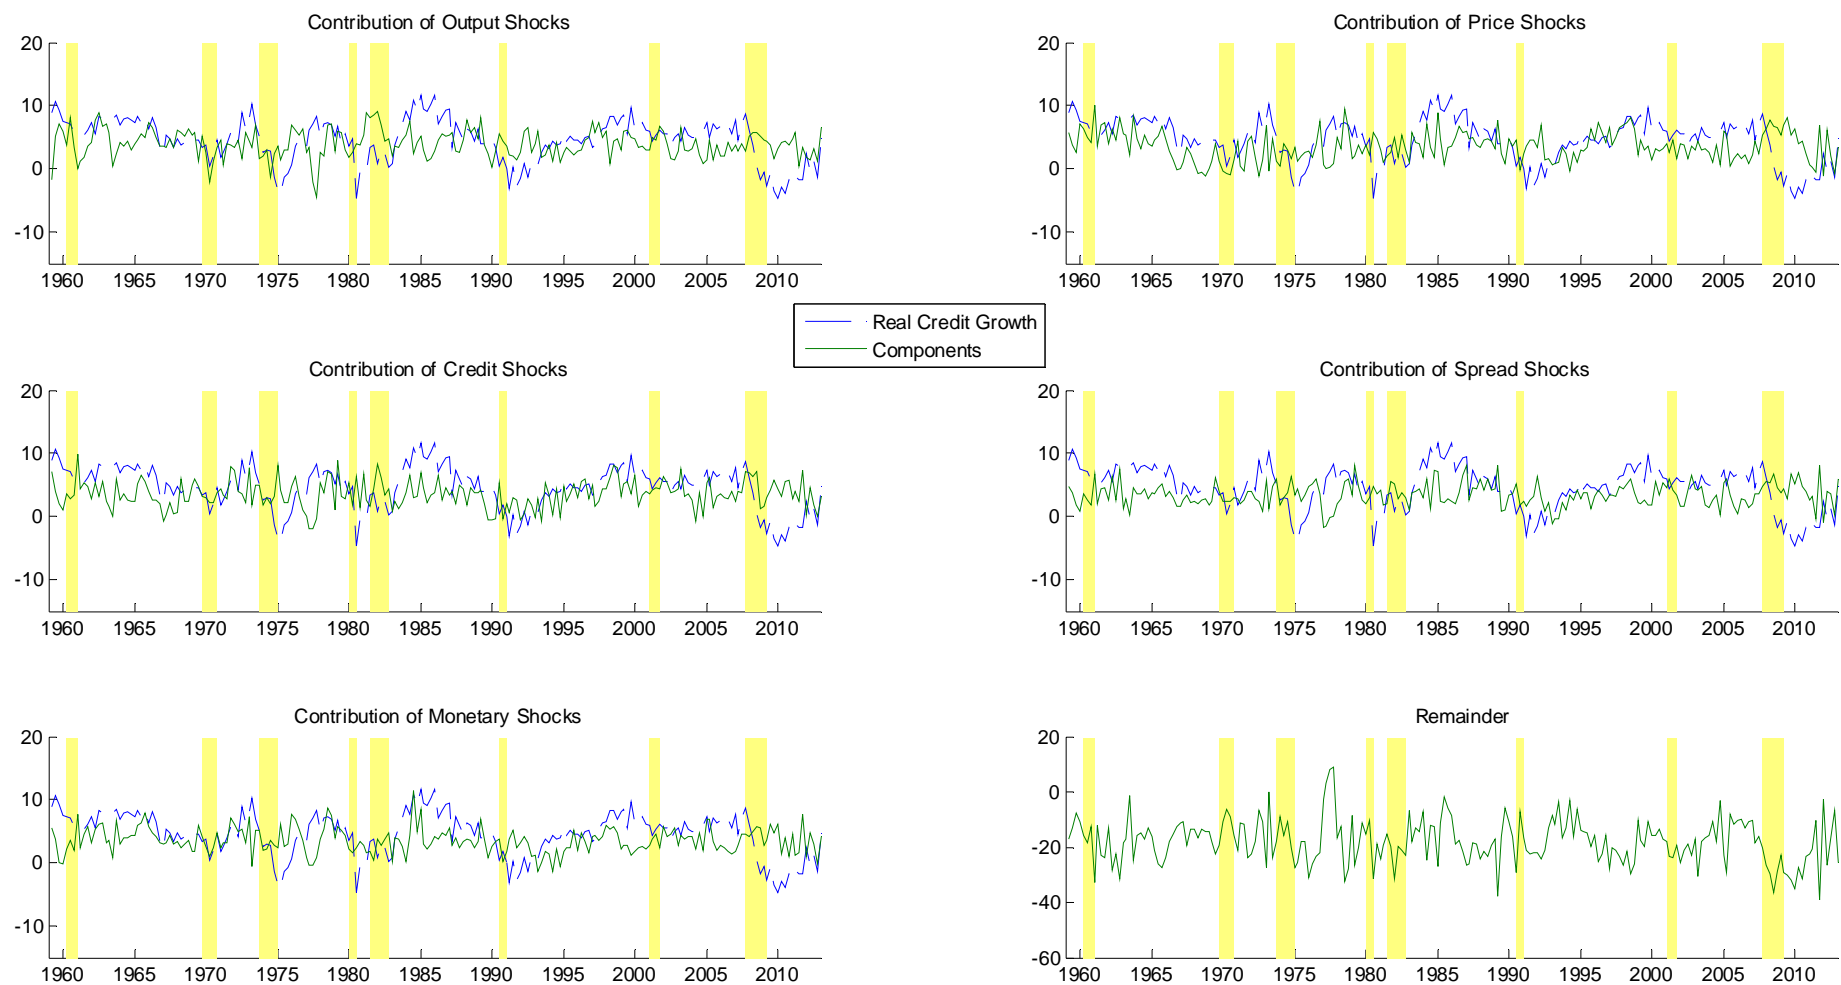 Contribution of Output Shocks
20
10
0
-10
1960 1965 1970 1975 1980 1985 1990 1995 2000 2005 2010
Contribution of Price Shocks
20
10
0
-10
1960 1965 1970 1975 1980 1985 1990 1995 2000 2005 2010
Real Credit Growth
Components
Contribution of Credit Shocks
20
10
0
-10
1960 1965 1970 1975 1980 1985 1990 1995 2000 2005 2010
Contribution of Spread Shocks
20
10
0
-10
1960 1965 1970 1975 1980 1985 1990 1995 2000 2005 2010
Contribution of Monetary Shocks
20
10
0
-10
1960 1965 1970 1975 1980 1985 1990 1995 2000 2005 2010
Remainder
20
0
-20
-40
-60
1960 1965 1970 1975 1980 1985 1990 1995 2000 2005 2010